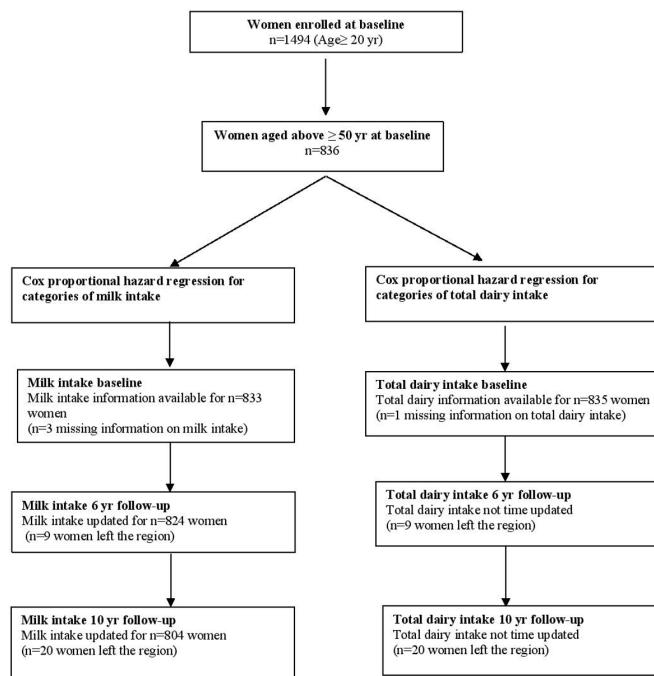 Women enrolled at baseline
n=1494 (Age≥ 20 yr)
Women aged above ≥ 50 yr at baseline
n=836
Cox proportional hazard regression for
categories of milk intake
Cox proportional hazard regression for
categories of total dairy intake
Milk intake baseline
Milk intake information available for n=833
women
(n=3 missing information on milk intake)
Total dairy intake baseline
Total dairy information available for n=835 women
(n=1 missing information on total dairy intake)
Milk intake 6 yr follow-up
Milk intake updated for n=824 women
(n=9 women left the region)
Total dairy intake 6 yr follow-up
Total dairy intake not time updated
(n=9 women left the region)
Milk intake 10 yr follow-up
Milk intake updated for n=804 women
(n=20 women left the region)
Total dairy intake 10 yr follow-up
Total dairy intake not time updated
(n=20 women left the region)